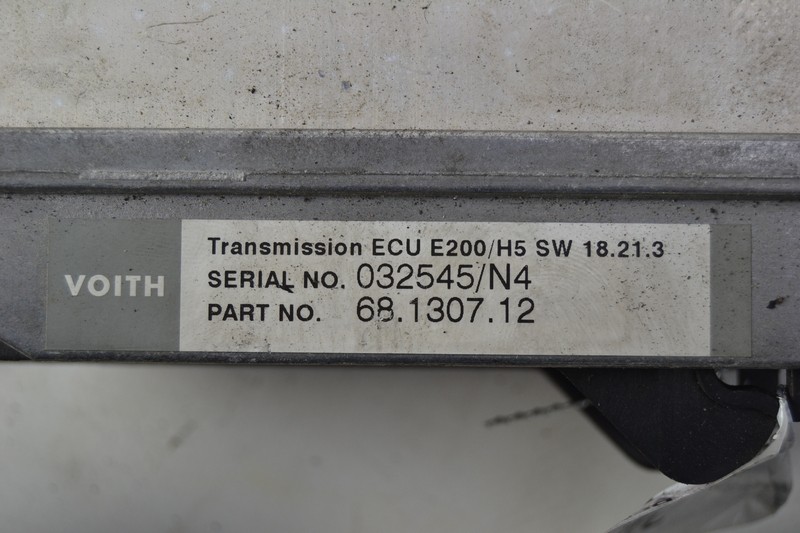 VOITH
Transmission ECU E200/H5 SW 18.21.3
SERIAL NO. 032545/N4
PART NO. 68.1307.12